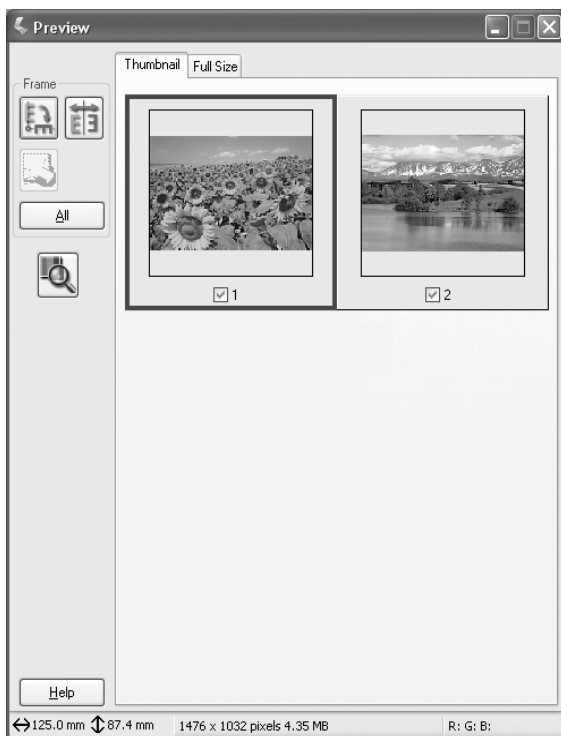 Preview
Thumbnail Full Size
Frame
All
1 2
Help
125.0 mm 87.4 mm 1476 x 1032 pixels 4.35 MB R: G: B: